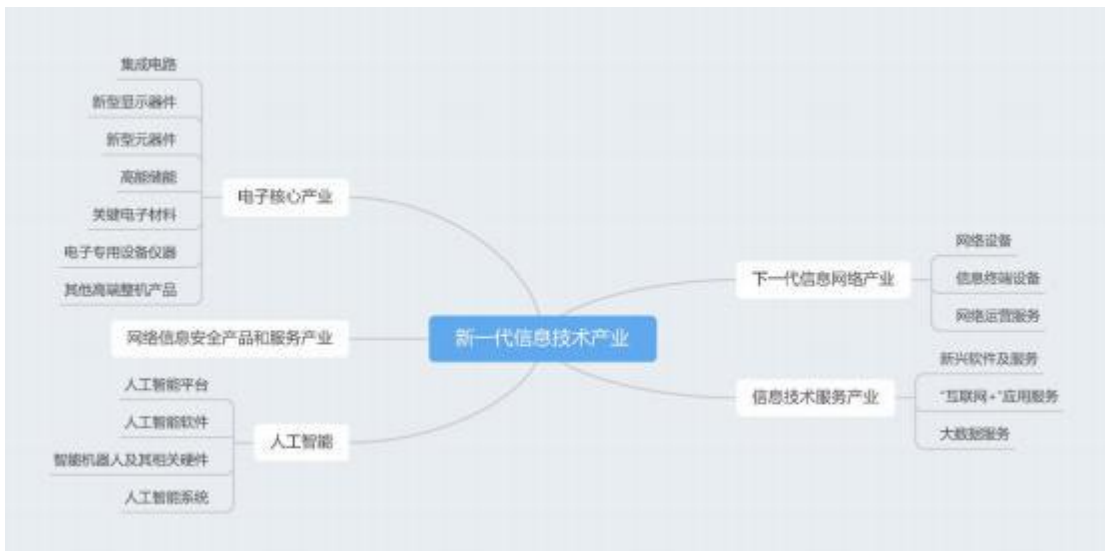 集成电路
新型显示器件
新型元器件
高能储能
关键电子材料
电子专用设备仪器
其他高端整机产品
电子核心产业
网络信息安全产品和服务产业
人工智能平台
人工智能软件
智能机器人及其相关硬件
人工智能系统
人工智能
新一代信息技术产业
下一代信息网络产业
网络设备
信息终端设备
网络运营服务
信息技术服务产业
新兴软件及服务
“互联网+”应用服务
大数据服务